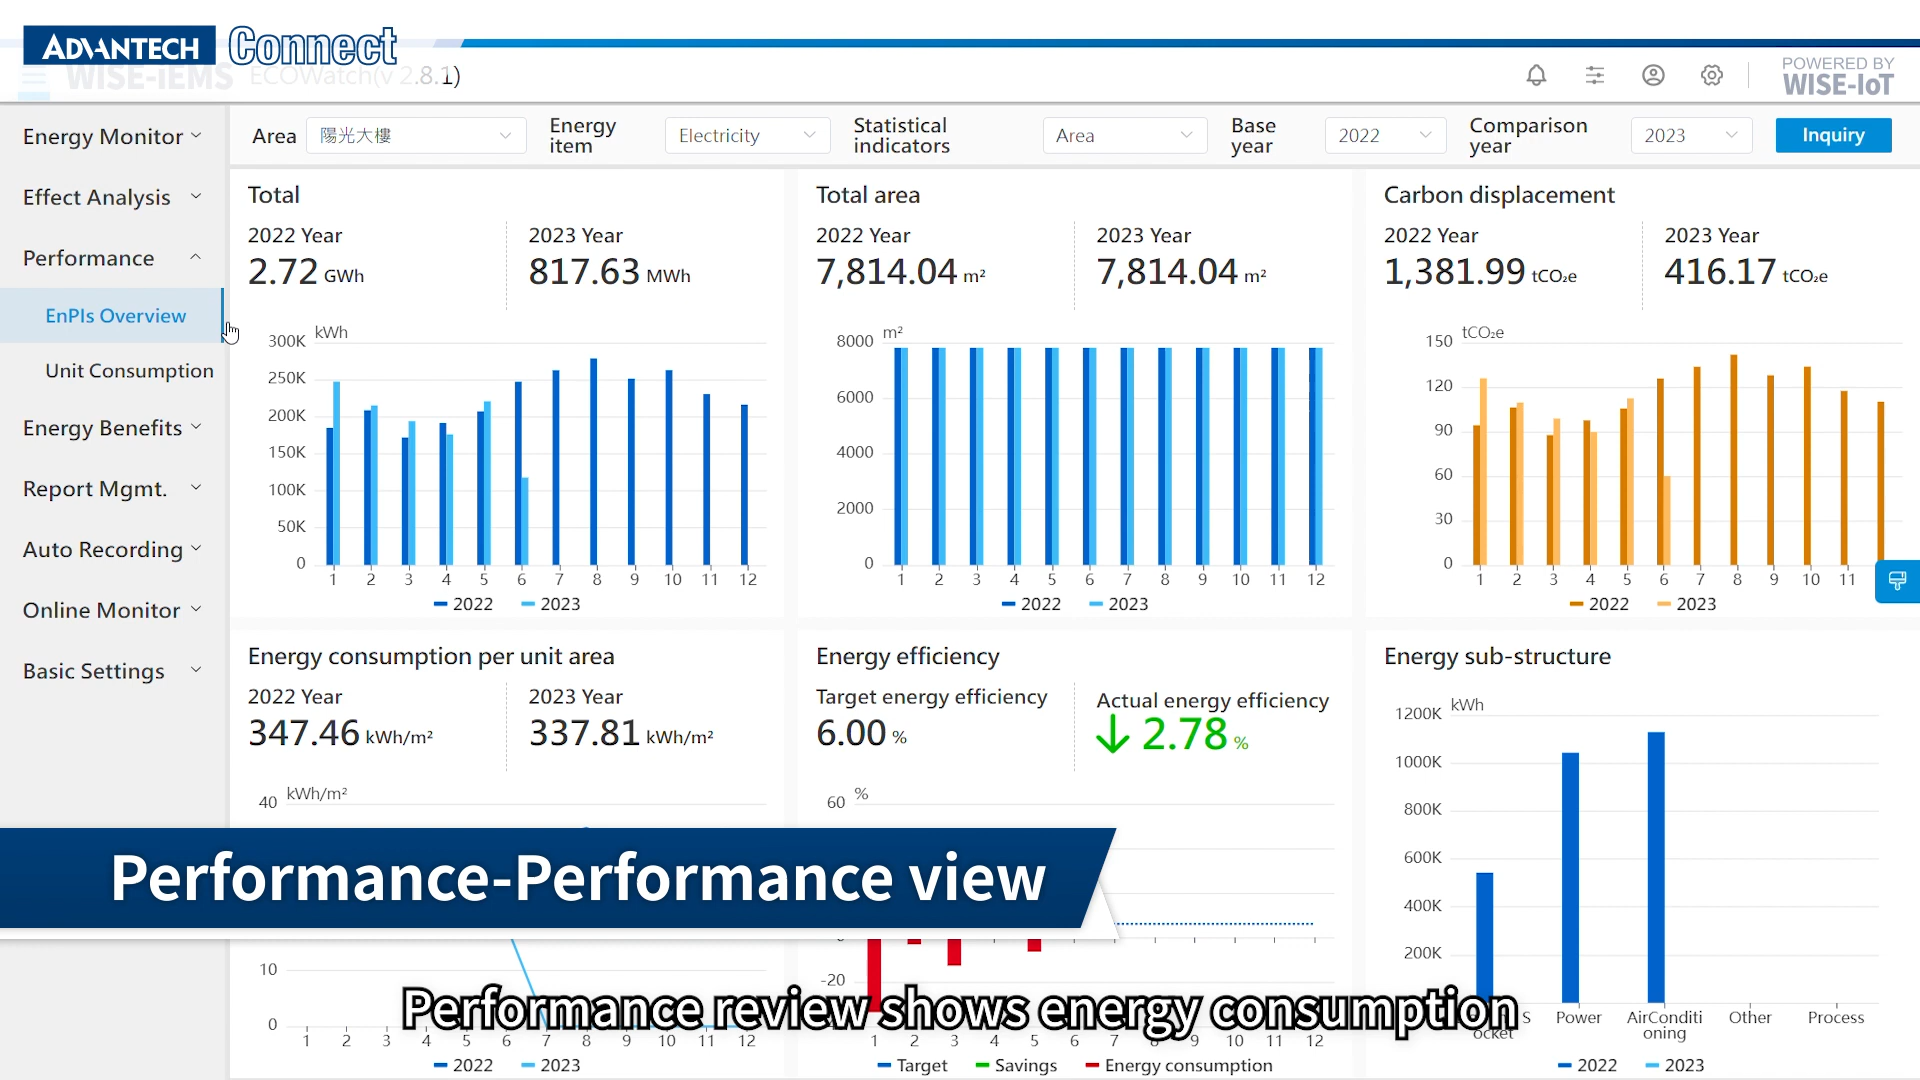 ADVANTECH Connect
WISE-iEMS ECOWatch(v 2.8.1)
POWERED BY
WISE-IoT
Energy Monitor
Effect Analysis
Performance
EnPIs Overview
Unit Consumption
Energy Benefits
Report Mgmt.
Auto Recording
Online Monitor
Basic Settings
Area 陽光大樓 Energy item Electricity Statistical indicators Area Base year 2022 Comparison year 2023 Inquiry
Total
2022 Year 2023 Year
2.72 GWh 817.63 MWh
kWh
300K
250K
200K
150K
100K
50K
0
1 2 3 4 5 6 7 8 9 10 11 12
2022 2023
Total area
2022 Year 2023 Year
7,814.04 m² 7,814.04 m²
m²
8000
6000
4000
2000
0
1 2 3 4 5 6 7 8 9 10 11 12
2022 2023
Carbon displacement
2022 Year 2023 Year
1,381.99 tCO₂e 416.17 tCO₂e
tCO₂e
150
120
90
60
30
0
1 2 3 4 5 6 7 8 9 10 11
2022 2023
Energy consumption per unit area
2022 Year 2023 Year
347.46 kWh/m² 337.81 kWh/m²
kWh/m²
40
10
0
1 2 3 4 5 6 7 8 9 10 11 12
2022 2023
Energy efficiency
Target energy efficiency Actual energy efficiency
6.00 % ↓ 2.78 %
%
60
-20
1 2 3 4 5 6 7 8 9 10 11 12
Target Savings Energy consumption
Energy sub-structure
kWh
1200K
1000K
800K
600K
400K
200K
Power AirConditi
oning Other Process
2022 2023
Performance-Performance view
Performance review shows energy consumption